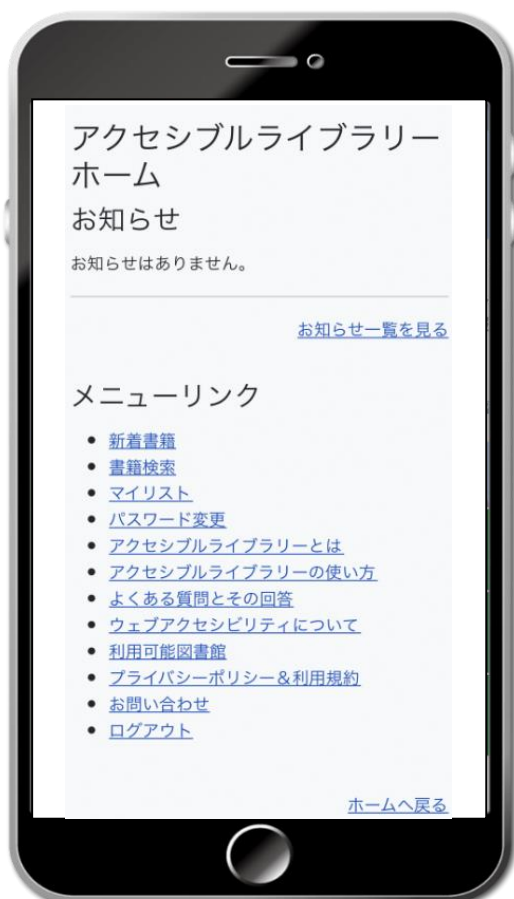 アクセシブルライブラリー
ホーム
お知らせ
お知らせはありません。
お知らせ一覧を見る
メニューリンク
• 新着書籍
• 書籍検索
• マイリスト
• パスワード変更
• アクセシブルライブラリーとは
• アクセシブルライブラリーの使い方
• よくある質問とその回答
• ウェブアクセシビリティについて
• 利用可能図書館
• プライバシーポリシー＆利用規約
• お問い合わせ
• ログアウト
ホームへ戻る